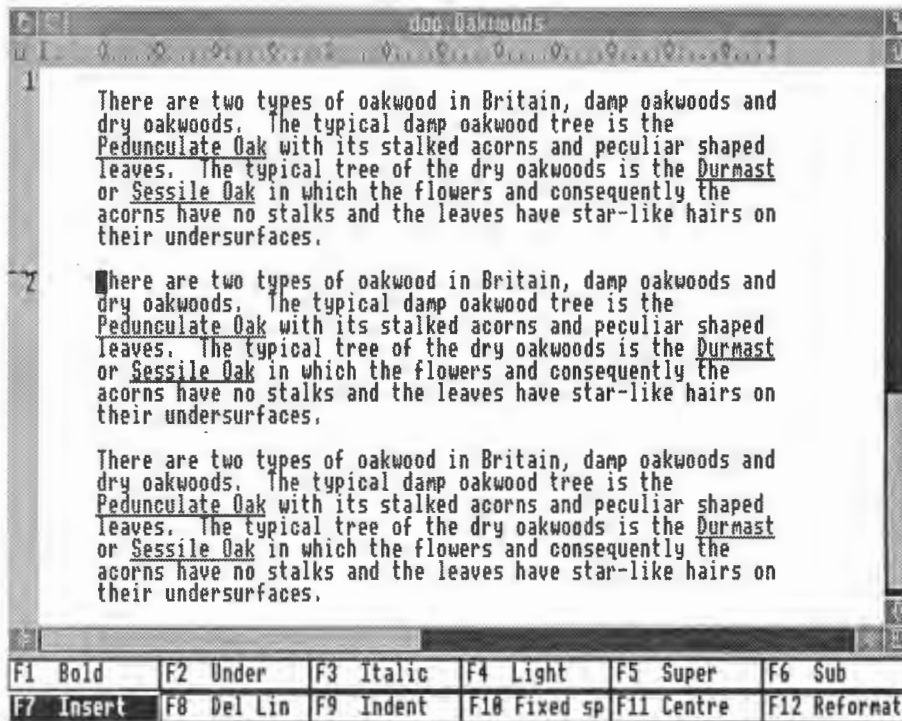 doc.Oakwoods
1
There are two types of oakwood in Britain, damp oakwoods and
dry oakwoods. The typical damp oakwood tree is the
Pedunculate Oak with its stalked acorns and peculiar shaped
leaves. The typical tree of the dry oakwoods is the Durmast
or Sessile Oak in which the flowers and consequently the
acorns have no stalks and the leaves have star-like hairs on
their undersurfaces.
2
There are two types of oakwood in Britain, damp oakwoods and
dry oakwoods. The typical damp oakwood tree is the
Pedunculate Oak with its stalked acorns and peculiar shaped
leaves. The typical tree of the dry oakwoods is the Durmast
or Sessile Oak in which the flowers and consequently the
acorns have no stalks and the leaves have star-like hairs on
their undersurfaces.
There are two types of oakwood in Britain, damp oakwoods and
dry oakwoods. The typical damp oakwood tree is the
Pedunculate Oak with its stalked acorns and peculiar shaped
leaves. The typical tree of the dry oakwoods is the Durmast
or Sessile Oak in which the flowers and consequently the
acorns have no stalks and the leaves have star-like hairs on
their undersurfaces.
F1 Bold F2 Under F3 Italic F4 Light F5 Super F6 Sub
F7 Insert F8 Del Lin F9 Indent F10 Fixed sp F11 Centre F12 Reformat